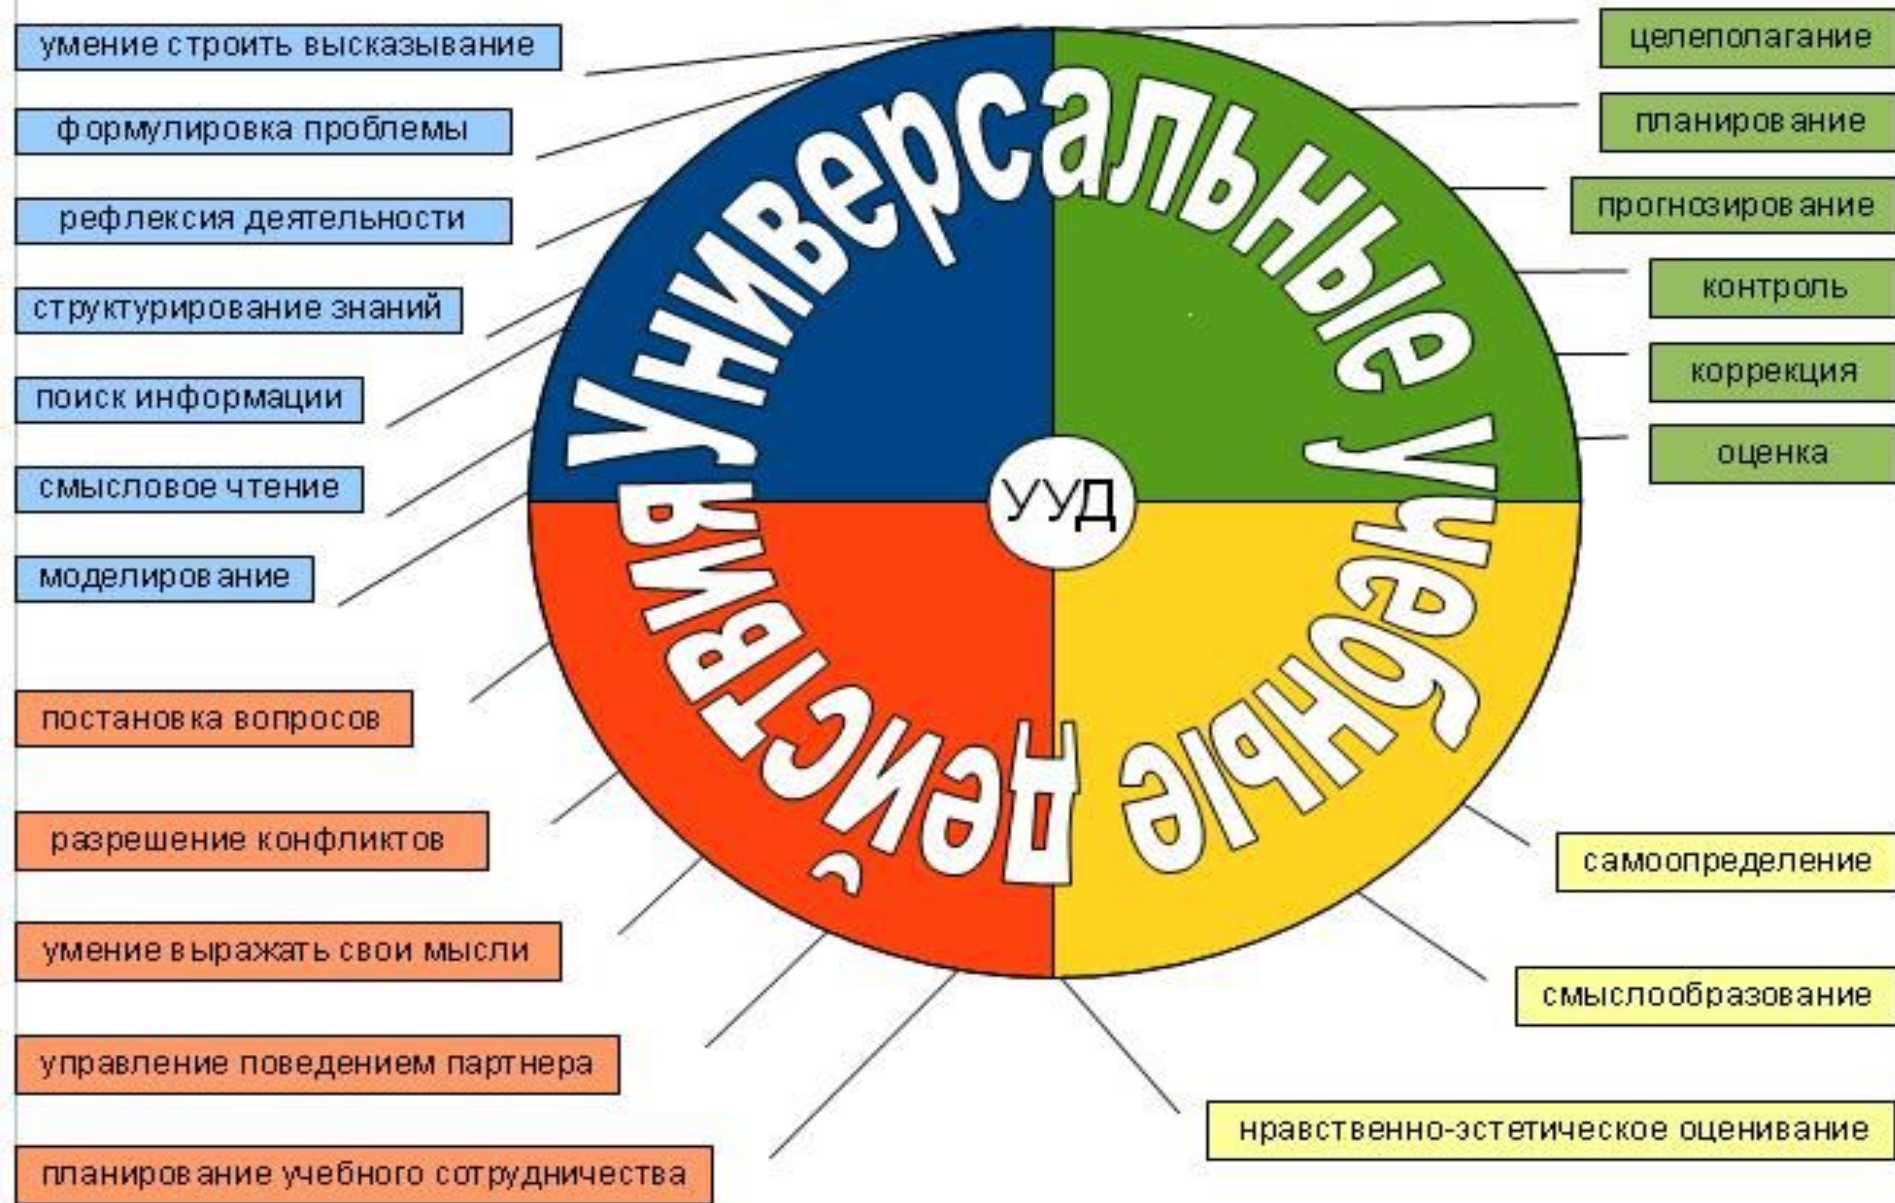 умение строить высказывание
формулировка проблемы
рефлексия деятельности
структурирование знаний
поиск информации
смысловое чтение
моделирование
постановка вопросов
разрешение конфликтов
умение выражать свои мысли
управление поведением партнера
планирование учебного сотрудничества
Универсальные учебные действия
УУД
целеполагание
планирование
прогнозирование
контроль
коррекция
оценка
самоопределение
смыслообразование
нравственно-эстетическое оценивание